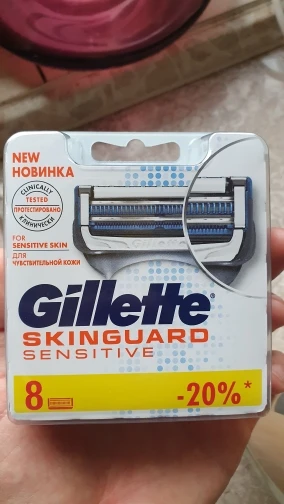 NEW
НОВИНКА
CLINICALLY
TESTED
ПРОТЕСТИРОВАНО
КЛИНИЧЕСКИ
FOR
SENSITIVE SKIN
ДЛЯ
ЧУВСТВИТЕЛЬНОЙ КОЖИ
Gillette®
SKINGUARD
SENSITIVE
8 -20%*